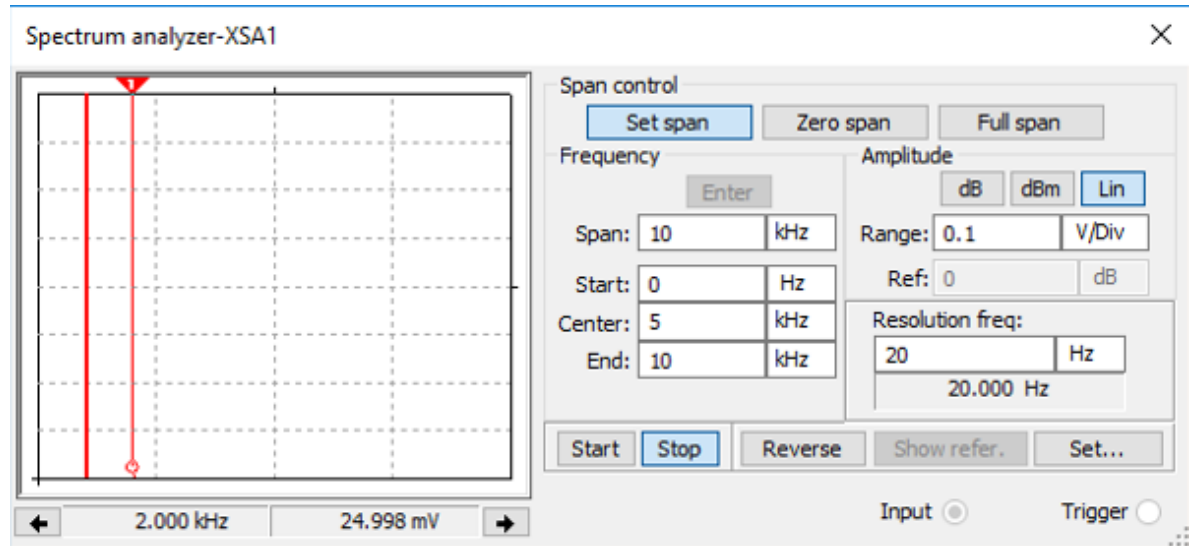 Spectrum analyzer-XSA1
1
Span control
Set span Zero span Full span
Frequency
Enter
Span: 10 kHz
Start: 0 Hz
Center: 5 kHz
End: 10 kHz
Amplitude
dB dBm Lin
Range: 0.1 V/Div
Ref: 0 dB
Resolution freq:
20 Hz
20.000 Hz
Start Stop Reverse Show refer. Set...
2.000 kHz 24.998 mV
Input Trigger